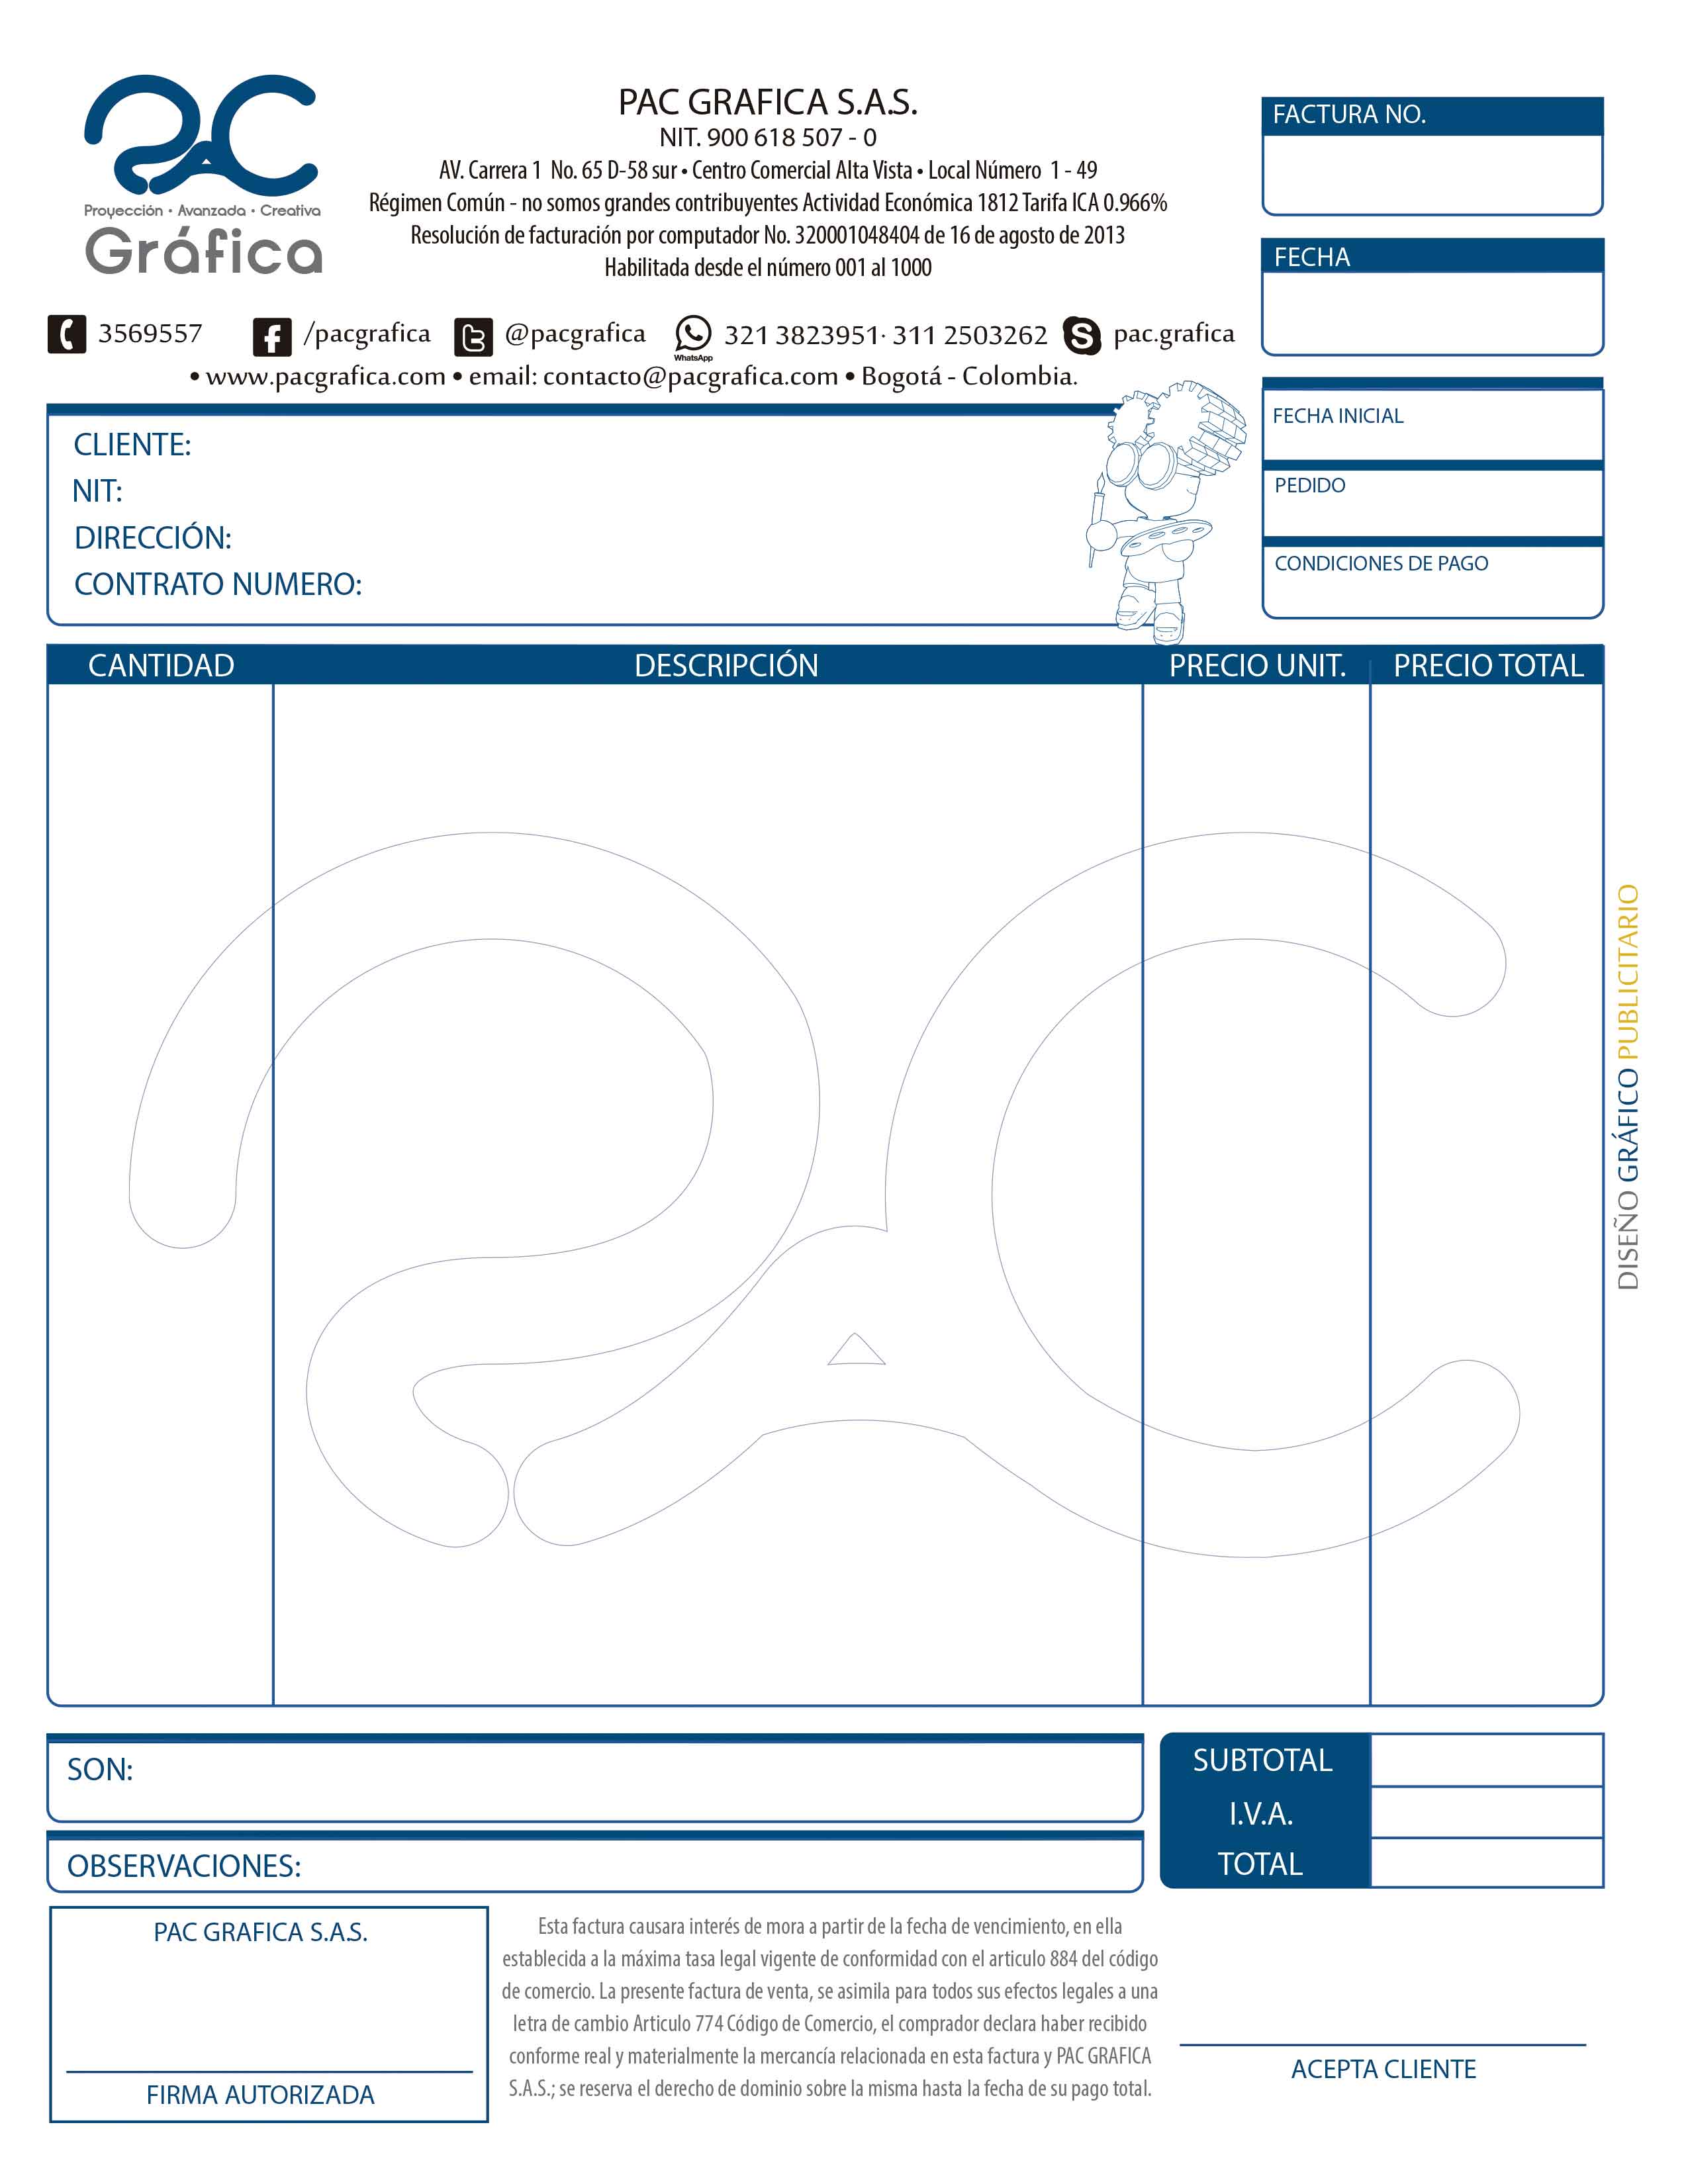 PAC
Proyección • Avanzada • Creativa
Gráfica
PAC GRAFICA S.A.S.
NIT. 900 618 507 - 0
AV. Carrera 1 No. 65 D-58 sur • Centro Comercial Alta Vista • Local Número 1 - 49
Régimen Común - no somos grandes contribuyentes Actividad Económica 1812 Tarifa ICA 0.966%
Resolución de facturación por computador No. 320001048404 de 16 de agosto de 2013
Habilitada desde el número 001 al 1000
FACTURA NO.
FECHA
3569557 /pacgrafica @pacgrafica WhatsApp 321 3823951· 311 2503262 pac.grafica
• www.pacgrafica.com • email: contacto@pacgrafica.com • Bogotá - Colombia.
CLIENTE:
NIT:
DIRECCIÓN:
CONTRATO NUMERO:
FECHA INICIAL
PEDIDO
CONDICIONES DE PAGO
CANTIDAD DESCRIPCIÓN PRECIO UNIT. PRECIO TOTAL
PAC
DISEÑO GRÁFICO PUBLICITARIO
SON:
OBSERVACIONES:
SUBTOTAL
I.V.A.
TOTAL
PAC GRAFICA S.A.S.
FIRMA AUTORIZADA
Esta factura causara interés de mora a partir de la fecha de vencimiento, en ella
establecida a la máxima tasa legal vigente de conformidad con el articulo 884 del código
de comercio. La presente factura de venta, se asimila para todos sus efectos legales a una
letra de cambio Articulo 774 Código de Comercio, el comprador declara haber recibido
conforme real y materialmente la mercancía relacionada en esta factura y PAC GRAFICA
S.A.S.; se reserva el derecho de dominio sobre la misma hasta la fecha de su pago total.
ACEPTA CLIENTE